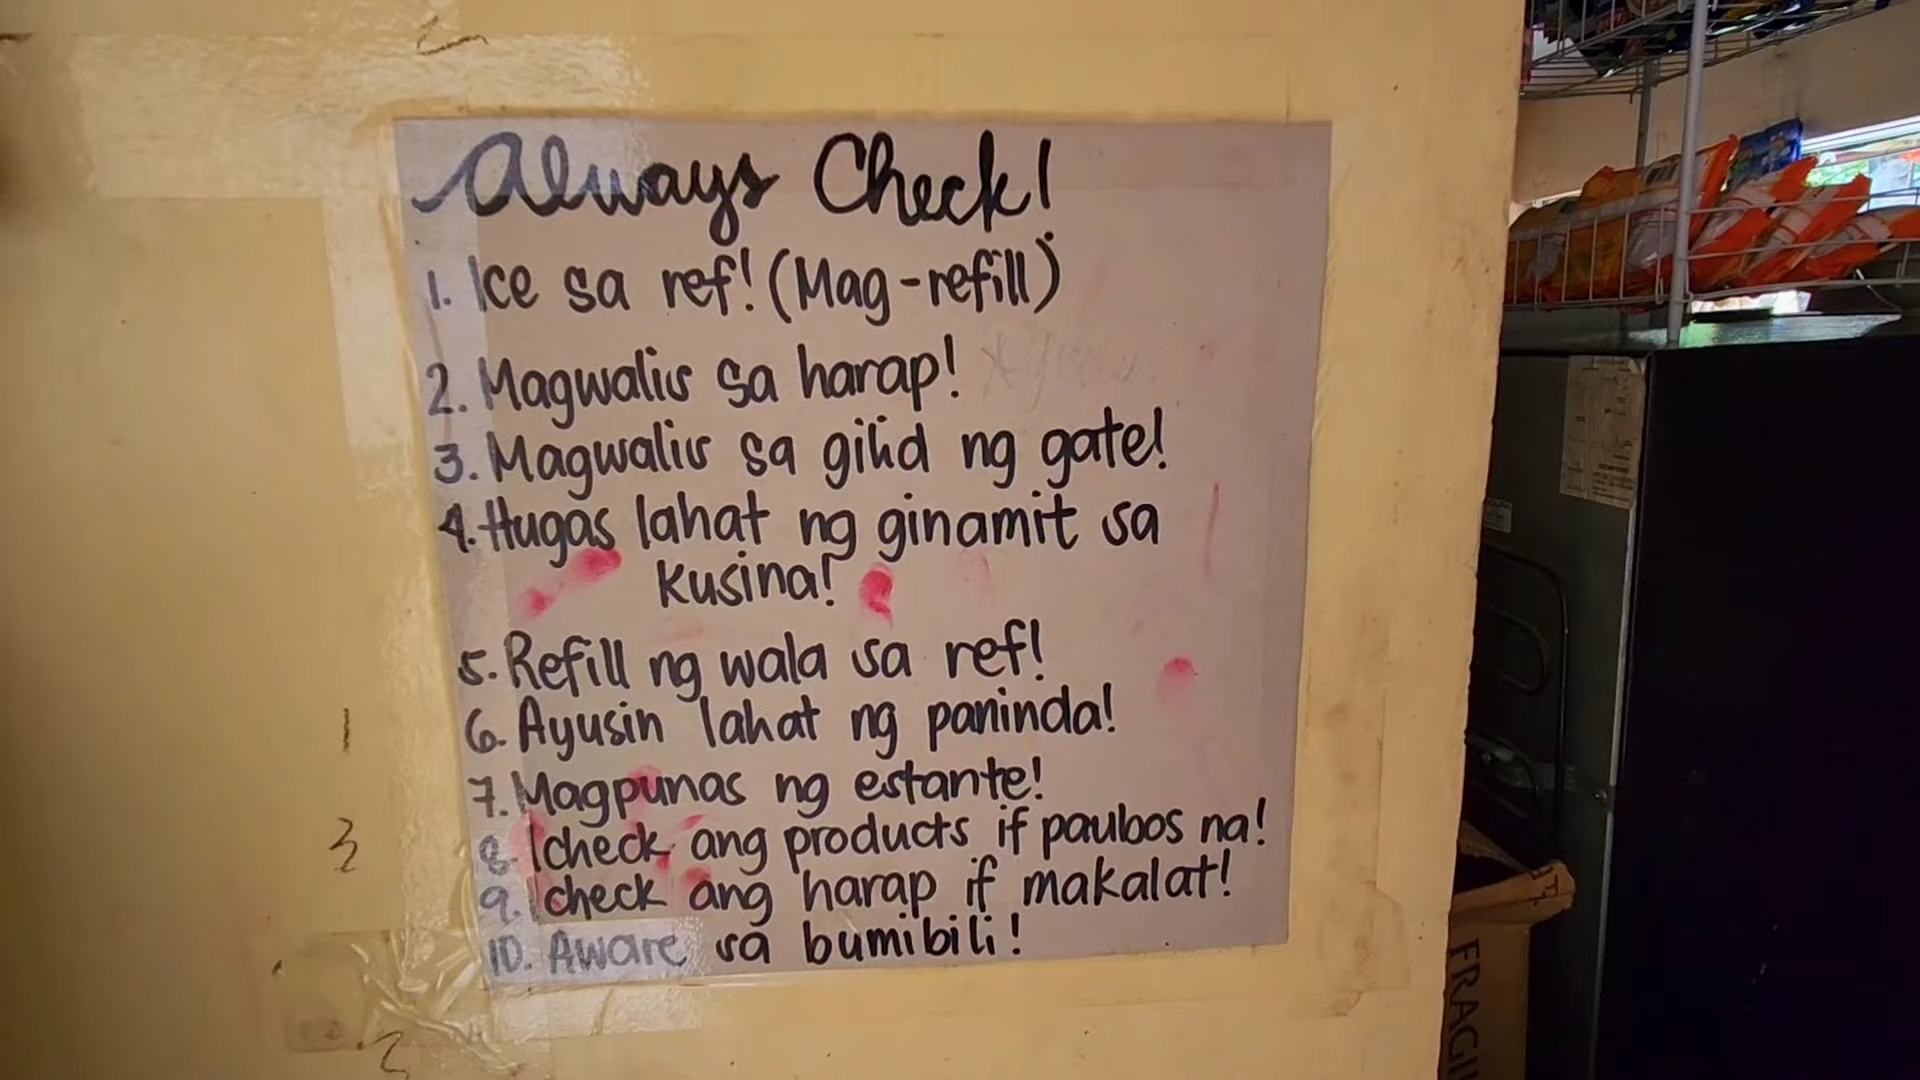 Always Check!
1. Ice sa ref! (Mag-refill)
2. Magwalis sa harap!
3. Magwalis sa gilid ng gate!
4. Hugas lahat ng ginamit sa
kusina!
5. Refill ng wala sa ref!
6. Ayusin lahat ng paninda!
7. Magpunas ng estante!
8. Icheck ang products if paubos na!
9. Icheck ang harap if makalat!
10. Aware sa bumibili!
1
3
FRAGI